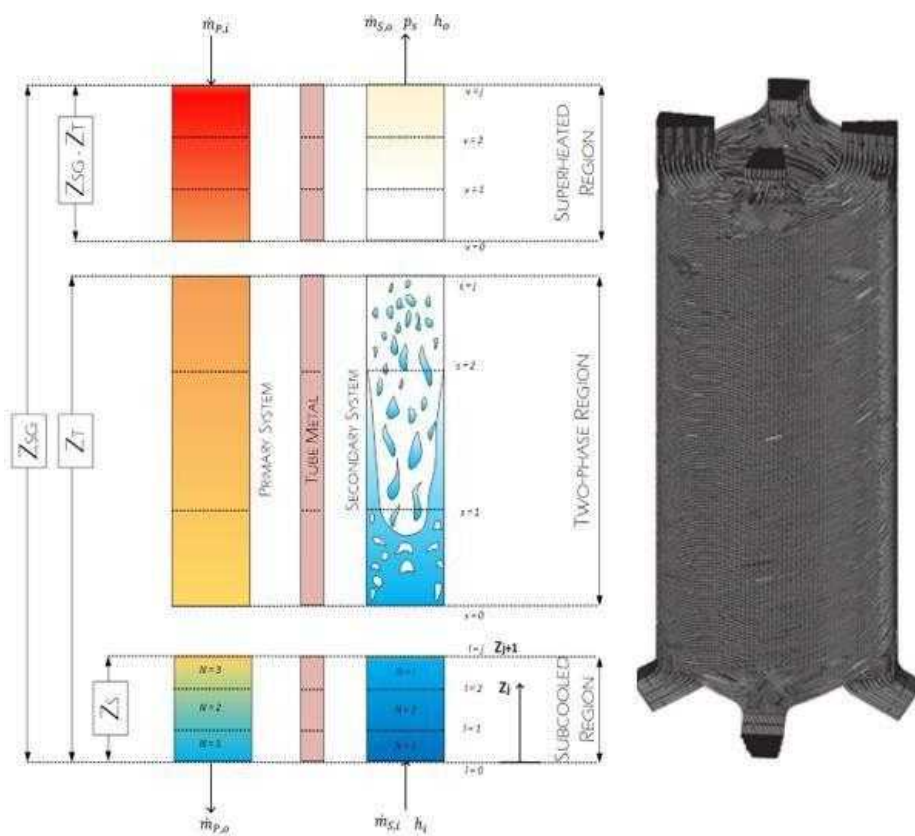 ṁP,i
ṁS,o ps ho
v=j
v=2
v=1
v=0
ZSG - ZT
SUPERHEATED
REGION
s=j
s=2
s=1
s=0
ZSG
ZT
PRIMARY SYSTEM
TUBE METAL
SECONDARY SYSTEM
TWO-PHASE REGION
l=j Zj+1
N=3
l=2
Zj
N=2
l=1
N=1
l=0
ZS
SUBCOOLED
REGION
ṁP,o
ṁS,i hi